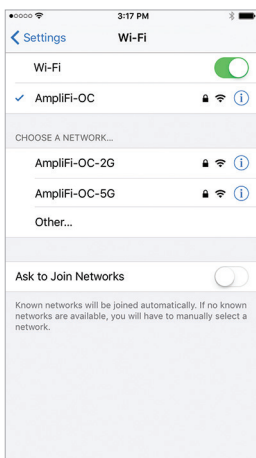 3:17 PM
Settings
Wi-Fi
Wi-Fi
AmpliFi-OC
CHOOSE A NETWORK...
AmpliFi-OC-2G
AmpliFi-OC-5G
Other...
Ask to Join Networks
Known networks will be joined automatically. If no known
networks are available, you will have to manually select a
network.